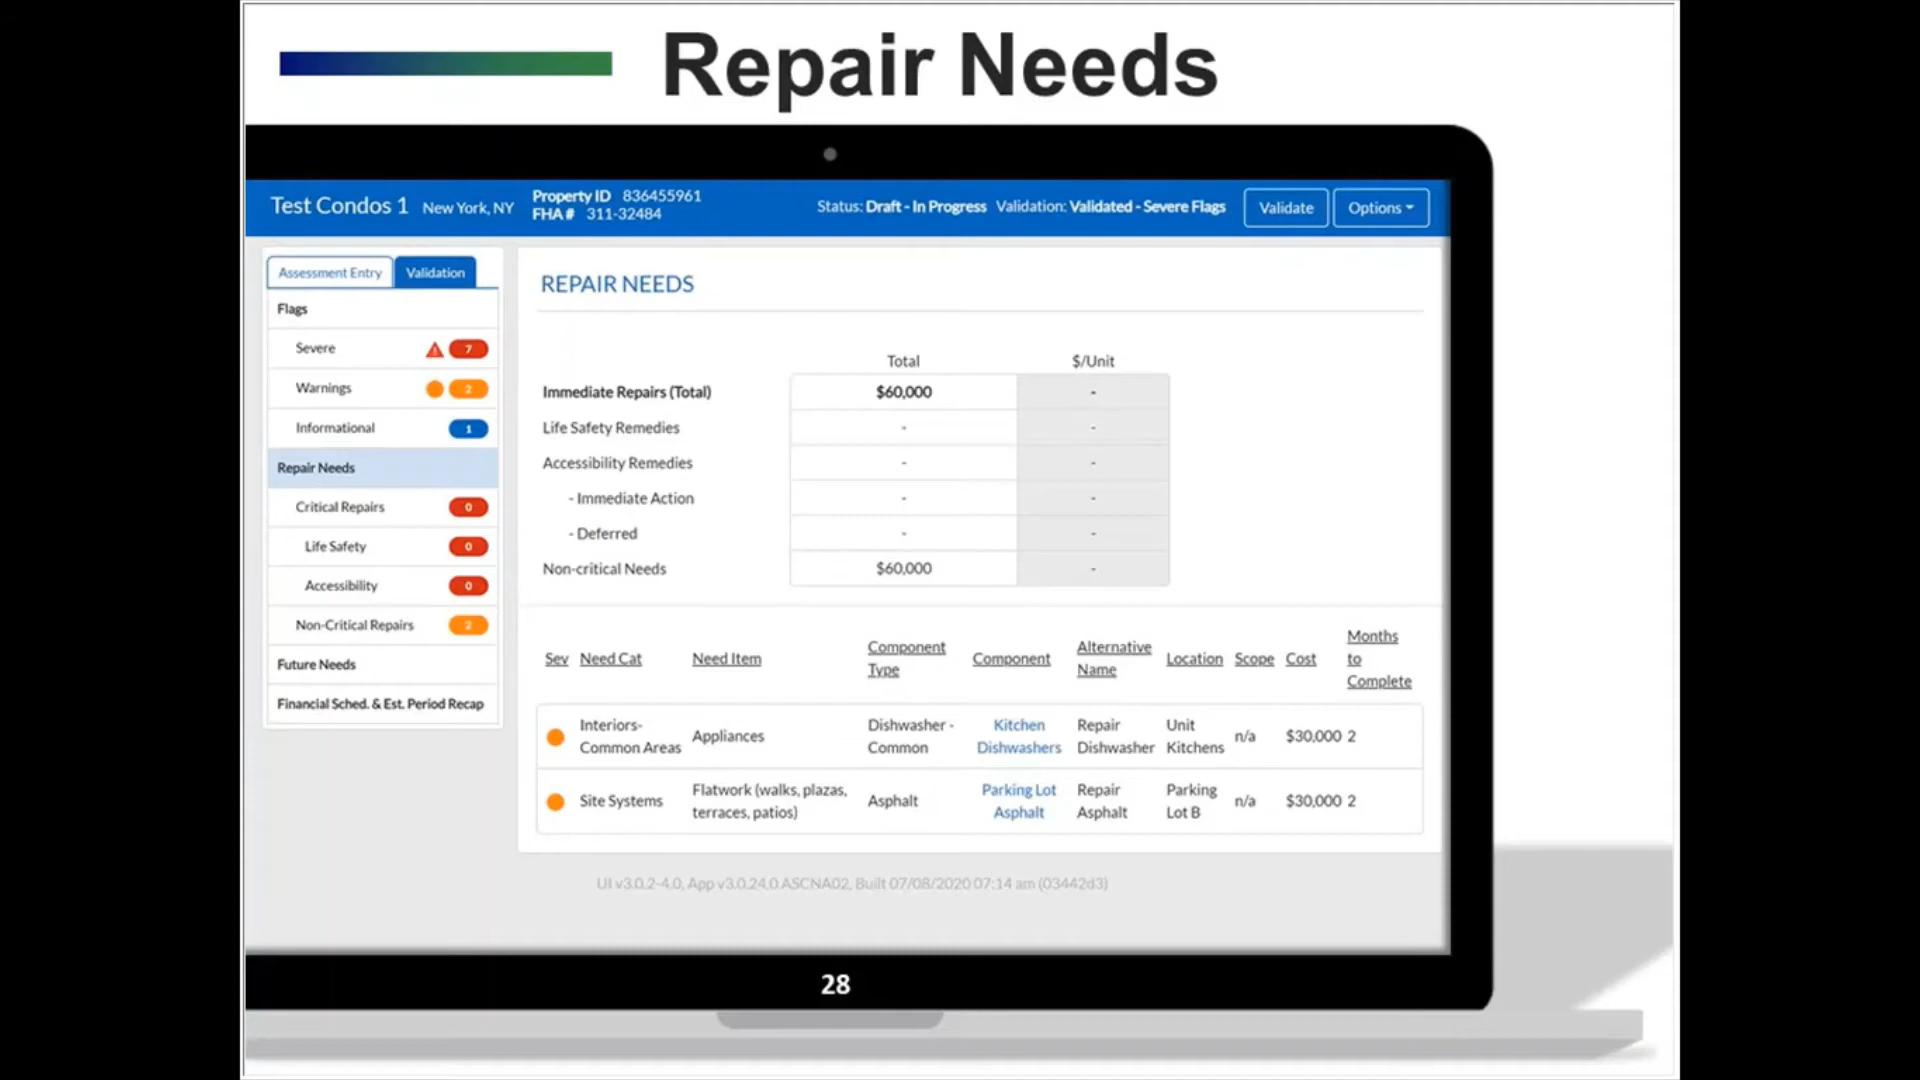 Repair Needs
Test Condos 1 New York, NY
Property ID 836455961
FHA # 311-32484
Status: Draft - In Progress Validation: Validated - Severe Flags
Validate
Options
Assessment Entry
Validation
Flags
Severe 7
Warnings 2
Informational 1
Repair Needs
Critical Repairs 0
Life Safety 0
Accessibility 0
Non-Critical Repairs 2
Future Needs
Financial Sched. & Est. Period Recap
REPAIR NEEDS
Total $/Unit
Immediate Repairs (Total) $60,000 -
Life Safety Remedies - -
Accessibility Remedies - -
- Immediate Action - -
- Deferred - -
Non-critical Needs $60,000 -
Sev Need Cat Need Item Component Type Component Alternative Name Location Scope Cost Months to Complete
Interiors- Common Areas Appliances Dishwasher - Common Kitchen Dishwashers Repair Dishwasher Unit Kitchens n/a $30,000 2
Site Systems Flatwork (walks, plazas, terraces, patios) Asphalt Parking Lot Asphalt Repair Asphalt Parking Lot B n/a $30,000 2
UI v3.0.2-4.0, App v3.0.24.0 ASCNA02, Built 07/08/2020 07:14 am (03442d3)
28